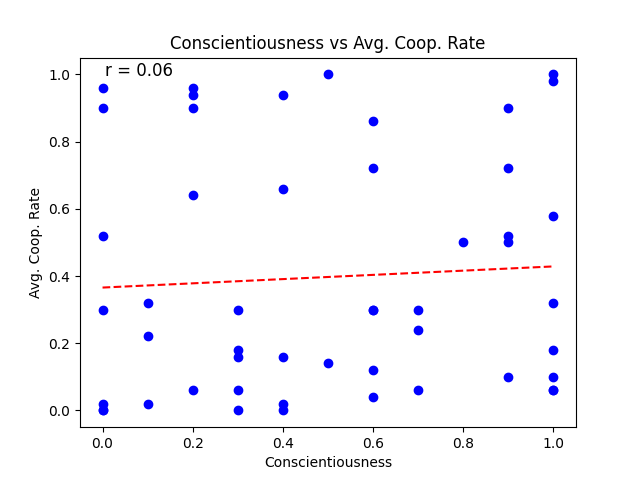 Conscientiousness vs Avg. Coop. Rate
r = 0.06
Avg. Coop. Rate
1.0
0.8
0.6
0.4
0.2
0.0
0.0 0.2 0.4 0.6 0.8 1.0
Conscientiousness